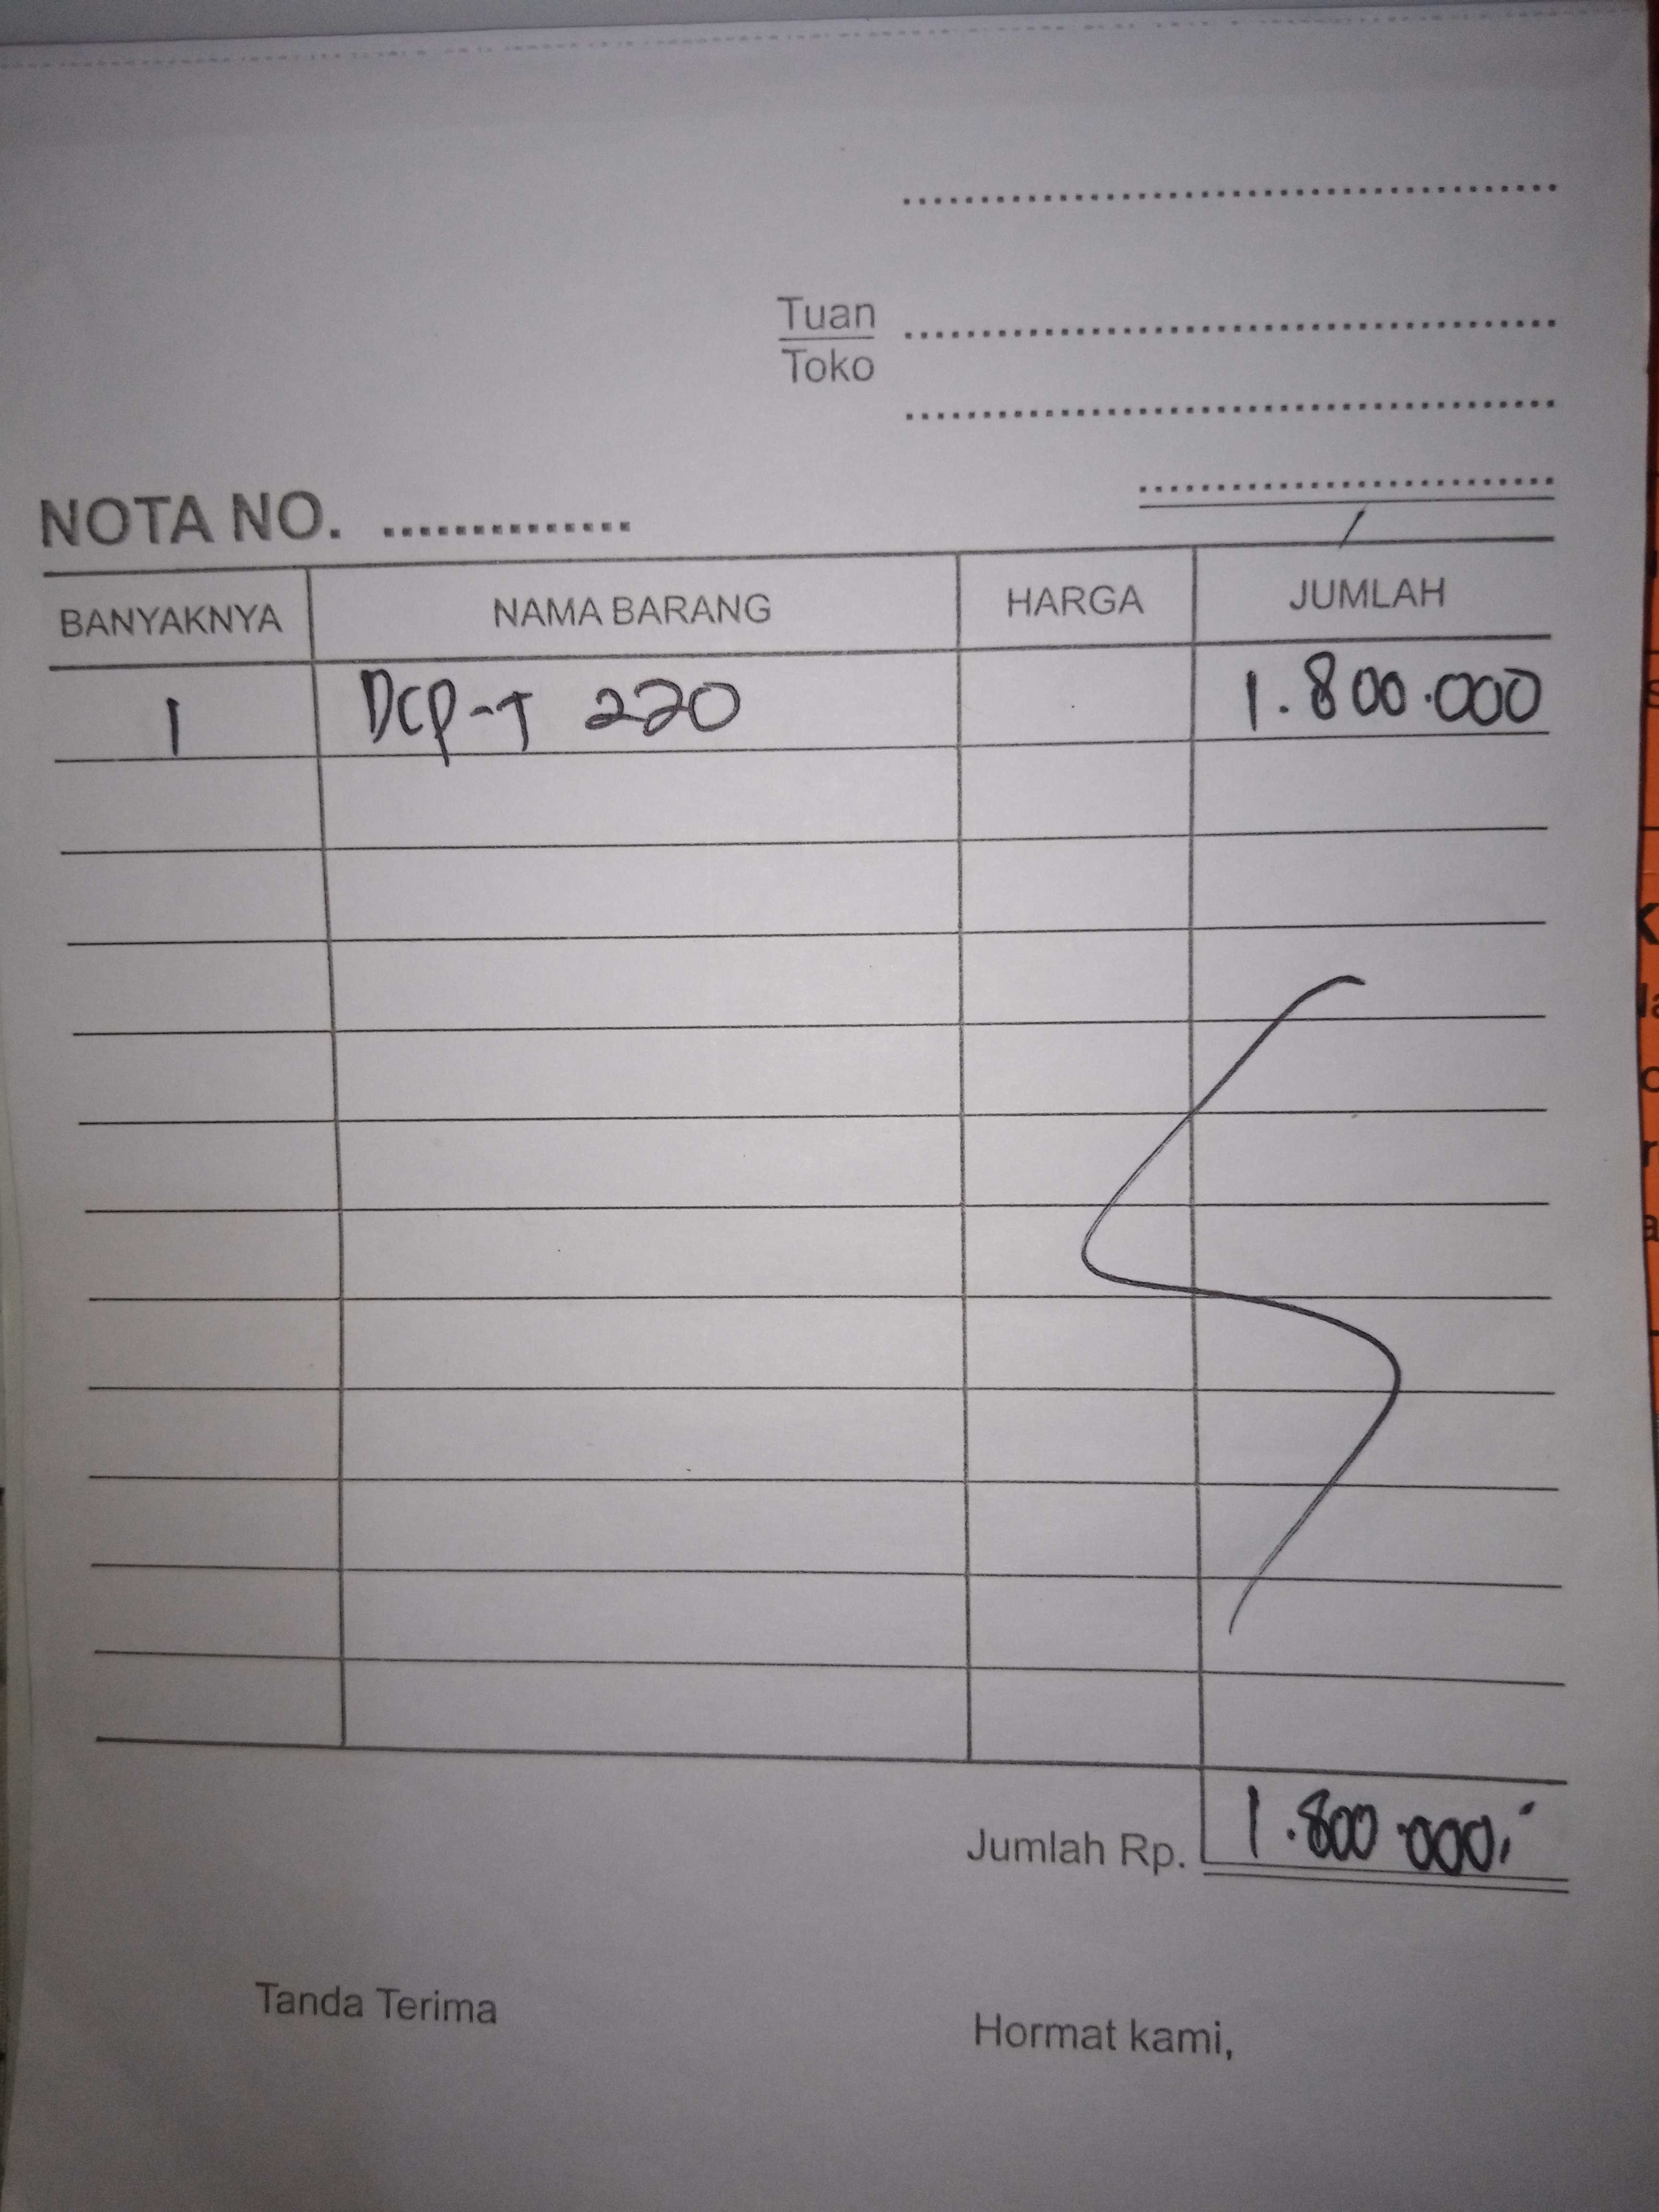 Tuan
Toko
NOTA NO. ..............
BANYAKNYA NAMA BARANG HARGA JUMLAH
1 DCP-T 220 1.800.000
Jumlah Rp. 1.800.000,-
Tanda Terima Hormat kami,